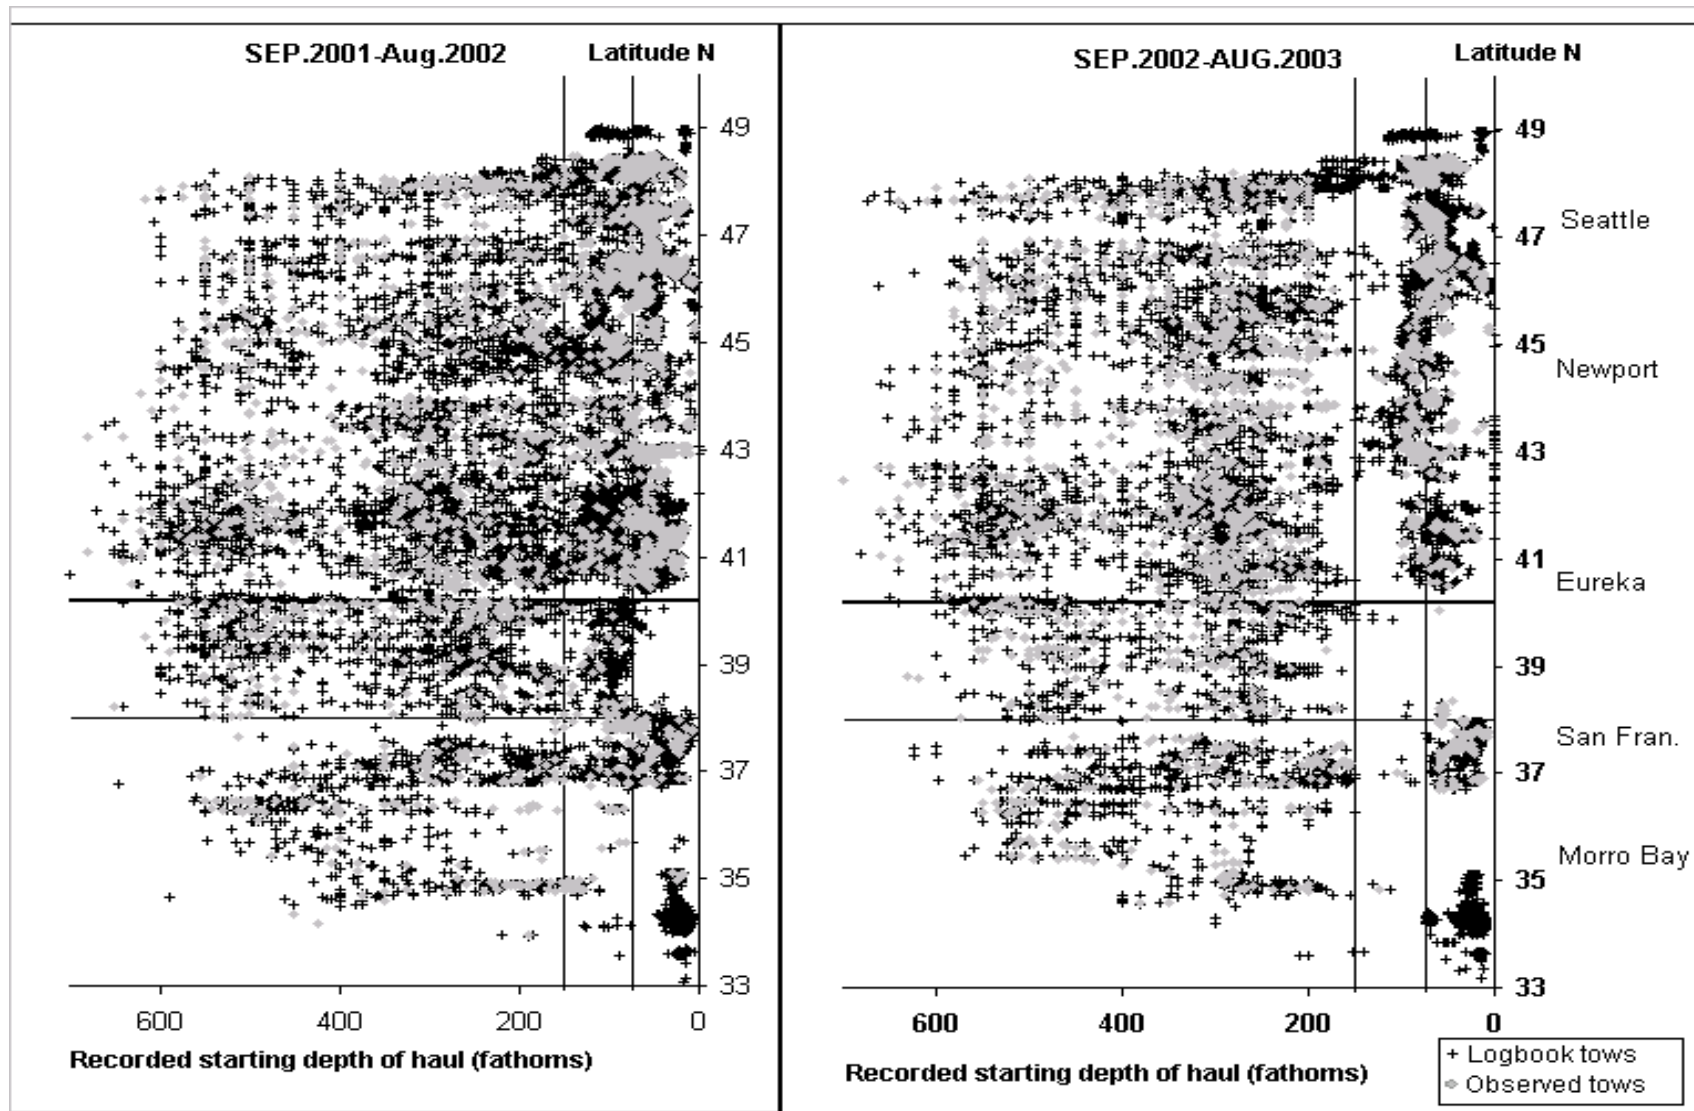 SEP.2001-Aug.2002
Latitude N
49
47
45
43
41
39
37
35
33
600
400
200
0
Recorded starting depth of haul (fathoms)
SEP.2002-AUG.2003
Latitude N
49
47
45
43
41
39
37
35
33
Seattle
Newport
Eureka
San Fran.
Morro Bay
600
400
200
0
Recorded starting depth of haul (fathoms)
Logbook tows
Observed tows